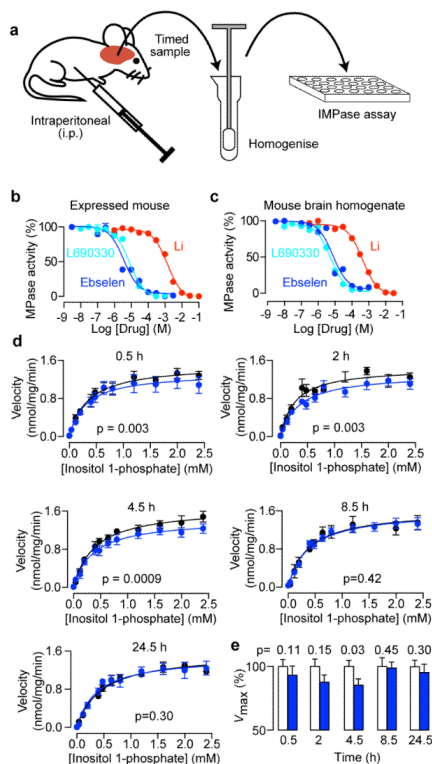 a
Timed
sample
Intraperitoneal
(i.p.)
Homogenise
IMPase assay
b
Expressed mouse
MPase actvity (%)
100
50
0
L690330
Li
Ebselen
-9 -8 -7 -6 -5 -4 -3 -2 -1
Log [Drug] (M)
c
Mouse brain homogenate
MPase actvity (%)
100
50
0
L690330
Li
Ebselen
-9 -8 -7 -6 -5 -4 -3 -2 -1
Log [Drug] (M)
d
0.5 h
Velocity
(nmol/mg/min)
1.6
0.8
0
p = 0.003
0.0 0.5 1.0 1.5 2.0 2.5
[Inositol 1-phosphate] (mM)
2 h
Velocity
(nmol/mg/min)
1.6
0.8
0
p = 0.003
0.0 0.5 1.0 1.5 2.0 2.5
[Inositol 1-phosphate] (mM)
4.5 h
Velocity
(nmol/mg/min)
1.6
0.8
0
p = 0.0009
0.0 0.5 1.0 1.5 2.0 2.5
[Inositol 1-phosphate] (mM)
8.5 h
Velocity
(nmol/mg/min)
1.6
0.8
0
p=0.42
0.0 0.5 1.0 1.5 2.0 2.5
[Inositol 1-phosphate] (mM)
24.5 h
Velocity
(nmol/mg/min)
1.6
0.8
0
p=0.30
0.0 0.5 1.0 1.5 2.0 2.5
[Inositol 1-phosphate] (mM)
e
p= 0.11 0.15 0.03 0.45 0.30
Vmax (%)
100
50
0.5 2 4.5 8.5 24.5
Time (h)